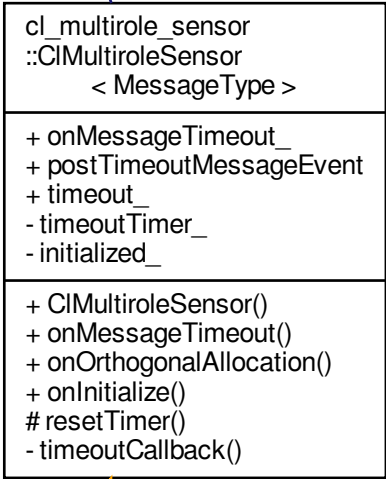 cl_multirole_sensor
::ClMultiroleSensor
< MessageType >
+ onMessageTimeout_
+ postTimeoutMessageEvent
+ timeout_
- timeoutTimer_
- initialized_
+ ClMultiroleSensor()
+ onMessageTimeout()
+ onOrthogonalAllocation()
+ onInitialize()
# resetTimer()
- timeoutCallback()